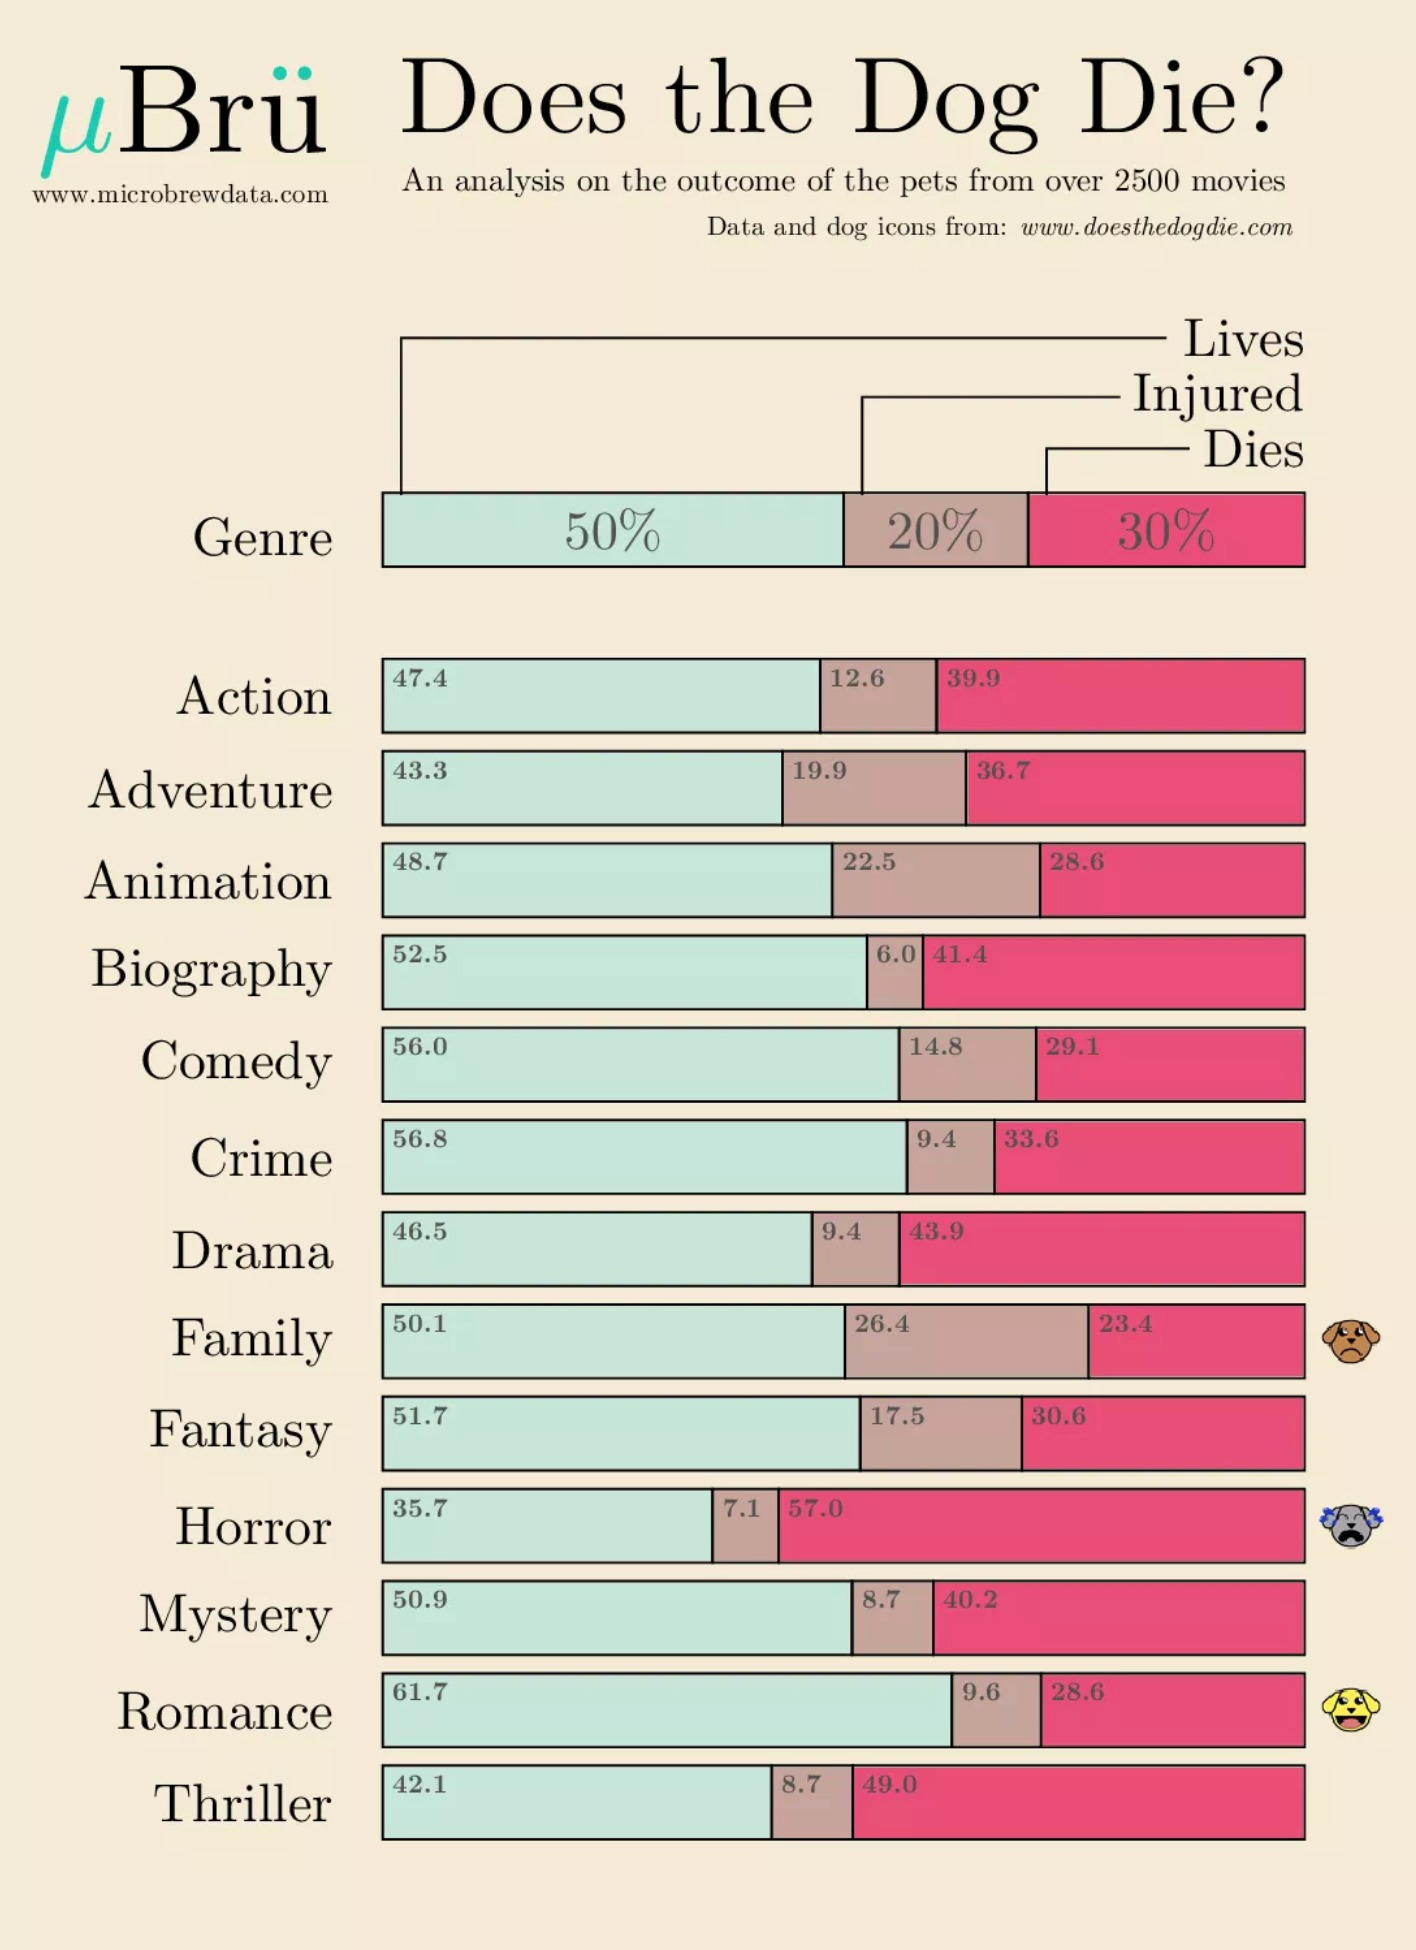 µBrü
www.microbrewdata.com
Does the Dog Die?
An analysis on the outcome of the pets from over 2500 movies
Data and dog icons from: www.doesthedogdie.com
Lives
Injured
Dies
Genre 50% 20% 30%
Action 47.4 12.6 39.9
Adventure 43.3 19.9 36.7
Animation 48.7 22.5 28.6
Biography 52.5 6.0 41.4
Comedy 56.0 14.8 29.1
Crime 56.8 9.4 33.6
Drama 46.5 9.4 43.9
Family 50.1 26.4 23.4
Fantasy 51.7 17.5 30.6
Horror 35.7 7.1 57.0
Mystery 50.9 8.7 40.2
Romance 61.7 9.6 28.6
Thriller 42.1 8.7 49.0